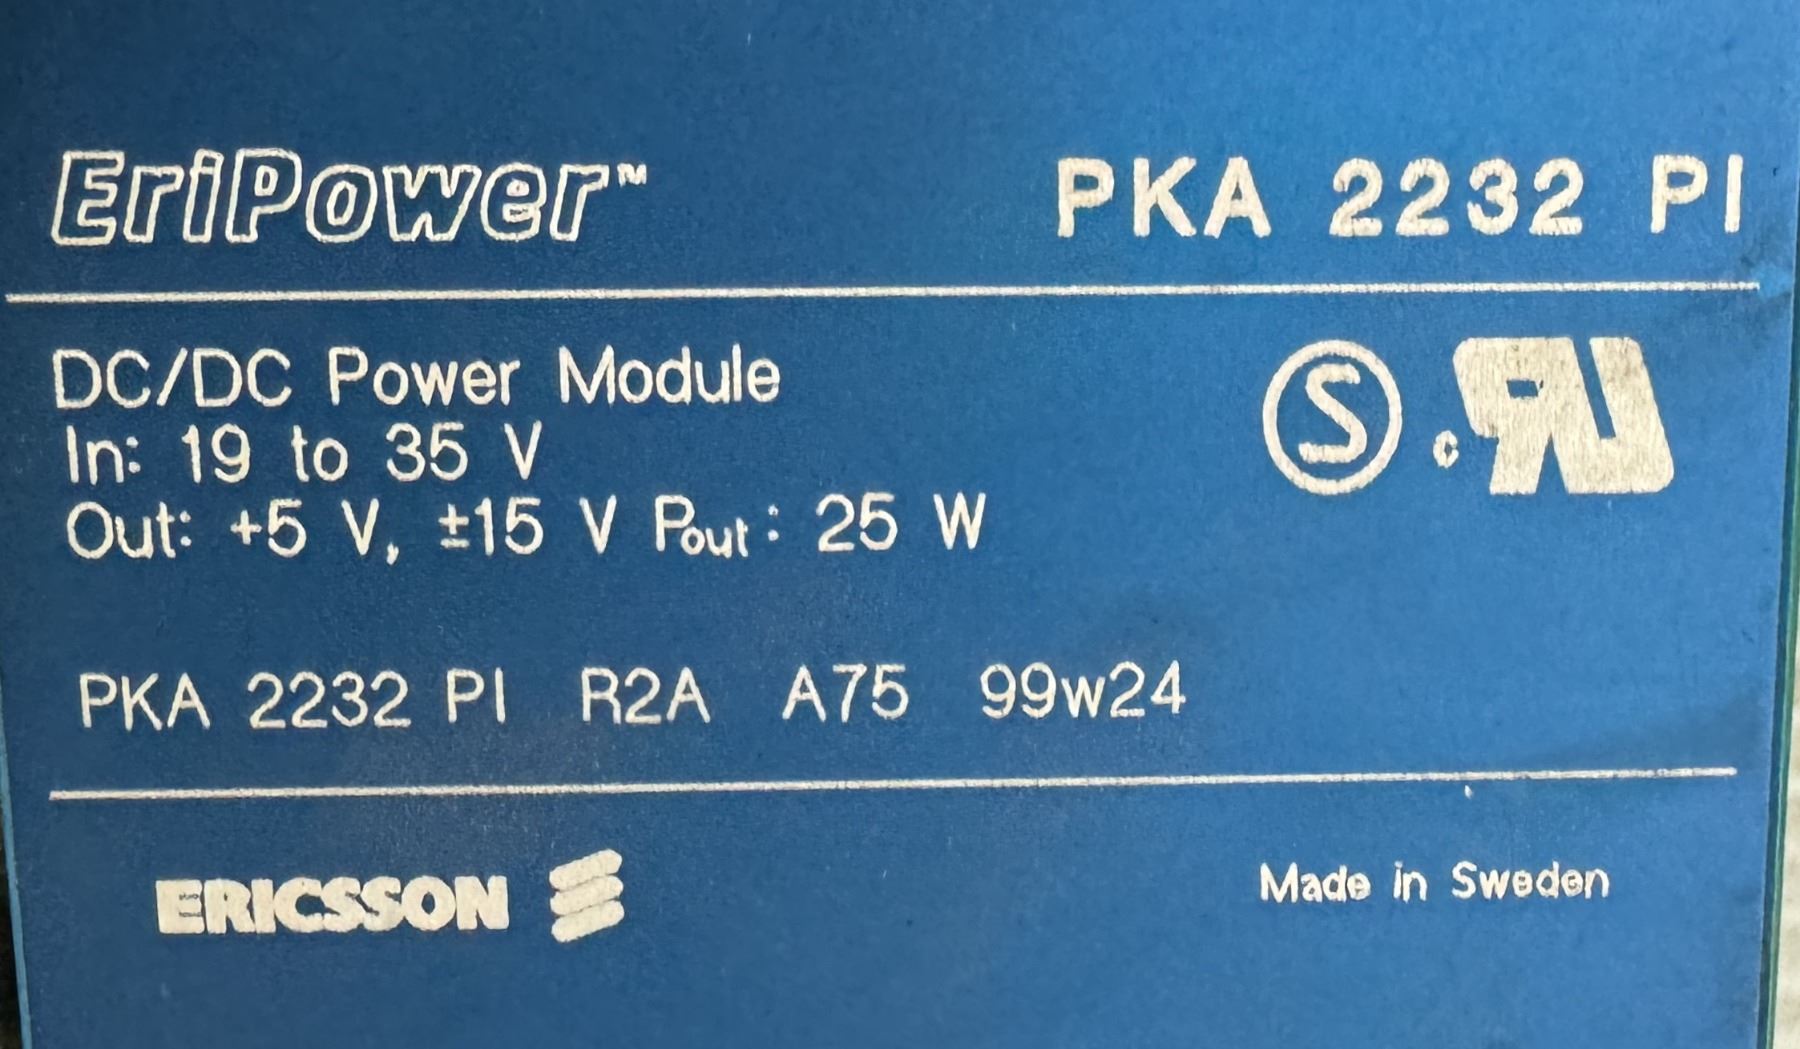 EriPower™ PKA 2232 PI
DC/DC Power Module
In: 19 to 35 V
Out: +5 V, ±15 V Pout: 25 W
S c RU
PKA 2232 PI R2A A75 99w24
ERICSSON
Made in Sweden